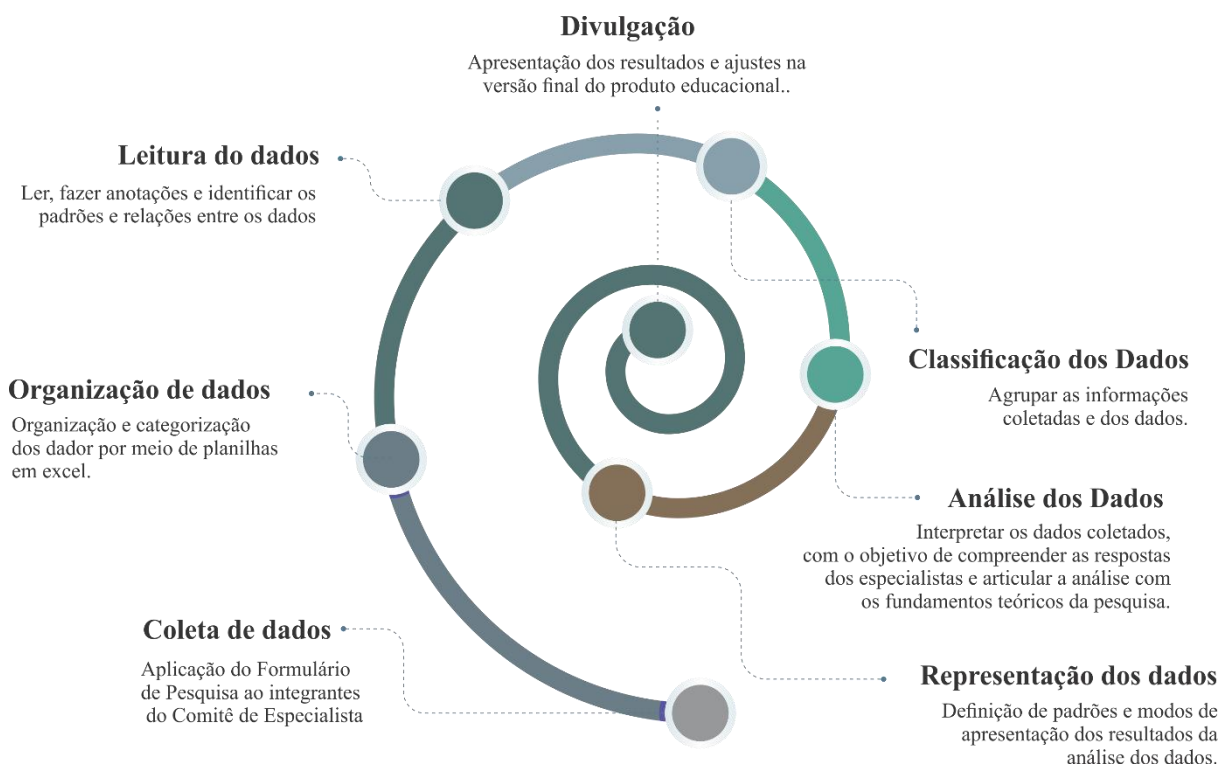 Divulgação
Apresentação dos resultados e ajustes na
versão final do produto educacional..
Leitura do dados
Ler, fazer anotações e identificar os
padrões e relações entre os dados
Organização de dados
Organização e categorização
dos dador por meio de planilhas
em excel.
Coleta de dados
Aplicação do Formulário
de Pesquisa ao integrantes
do Comitê de Especialista
Classificação dos Dados
Agrupar as informações
coletadas e dos dados.
Análise dos Dados
Interpretar os dados coletados,
com o objetivo de compreender as respostas
dos especialistas e articular a análise com
os fundamentos teóricos da pesquisa.
Representação dos dados
Definição de padrões e modos de
apresentação dos resultados da
análise dos dados.